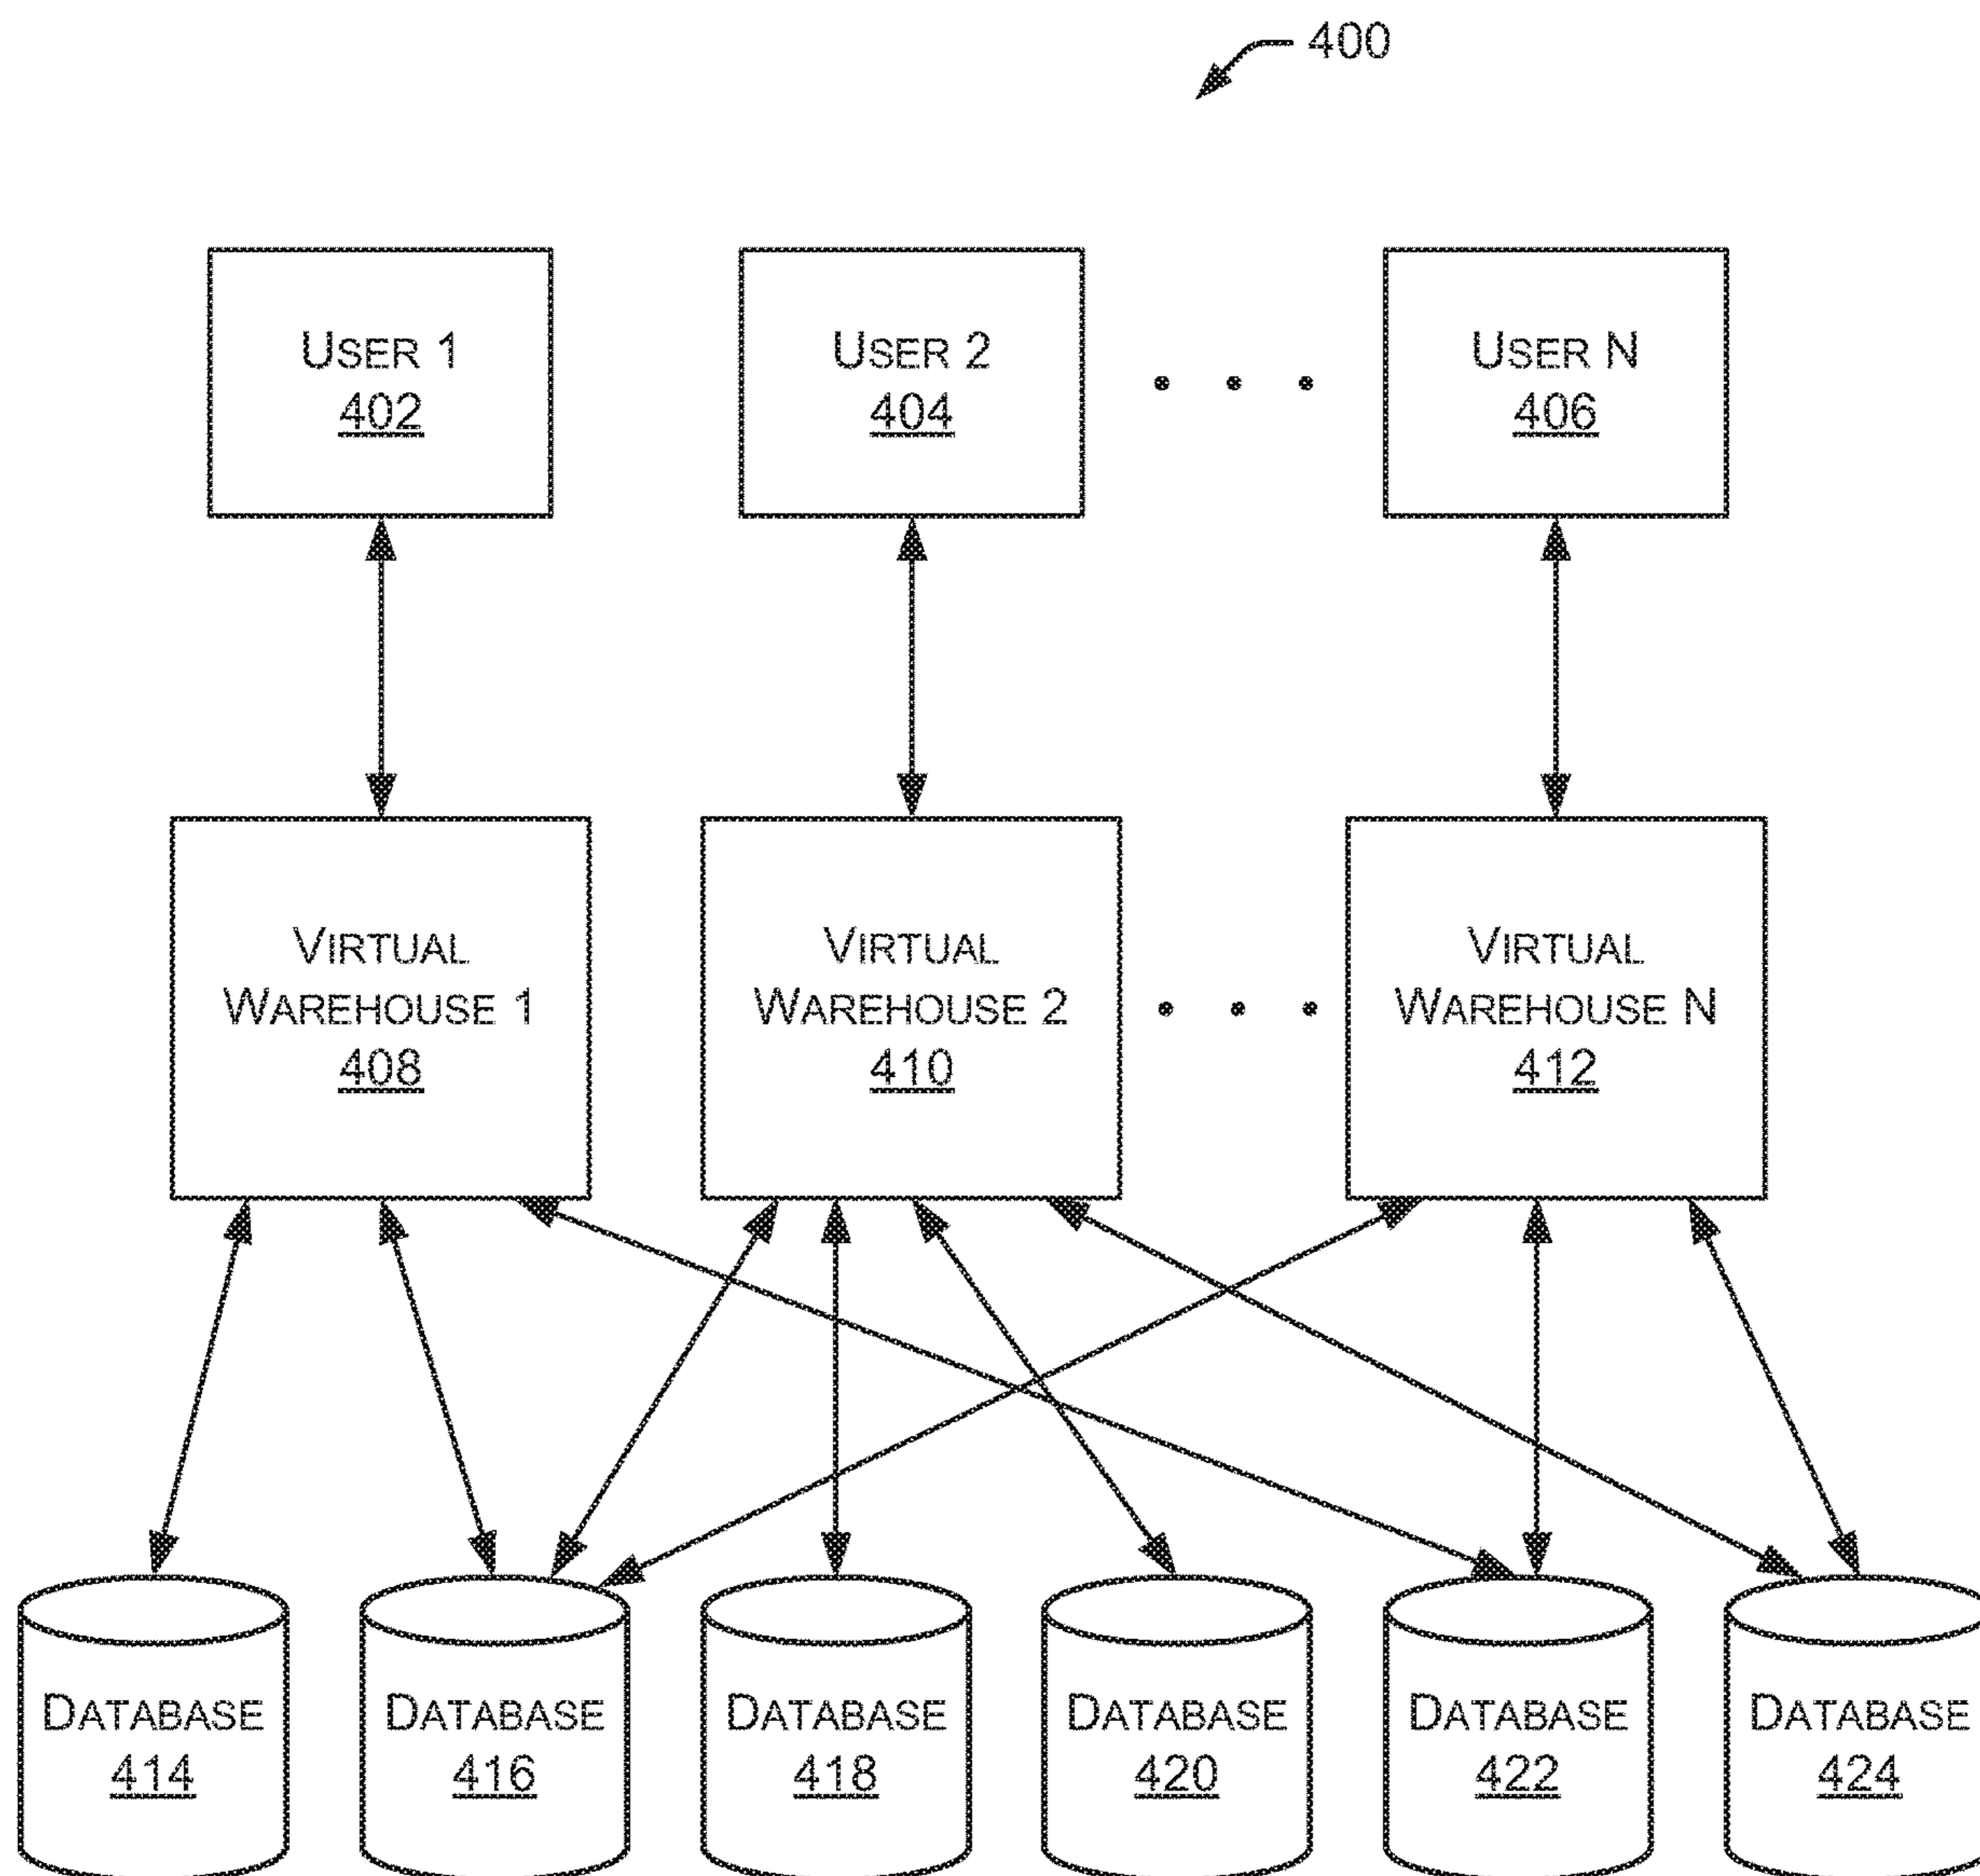 400
USER 1
402
USER 2
404
USER N
406
VIRTUAL
WAREHOUSE 1
408
VIRTUAL
WAREHOUSE 2
410
VIRTUAL
WAREHOUSE N
412
DATABASE
414
DATABASE
416
DATABASE
418
DATABASE
420
DATABASE
422
DATABASE
424